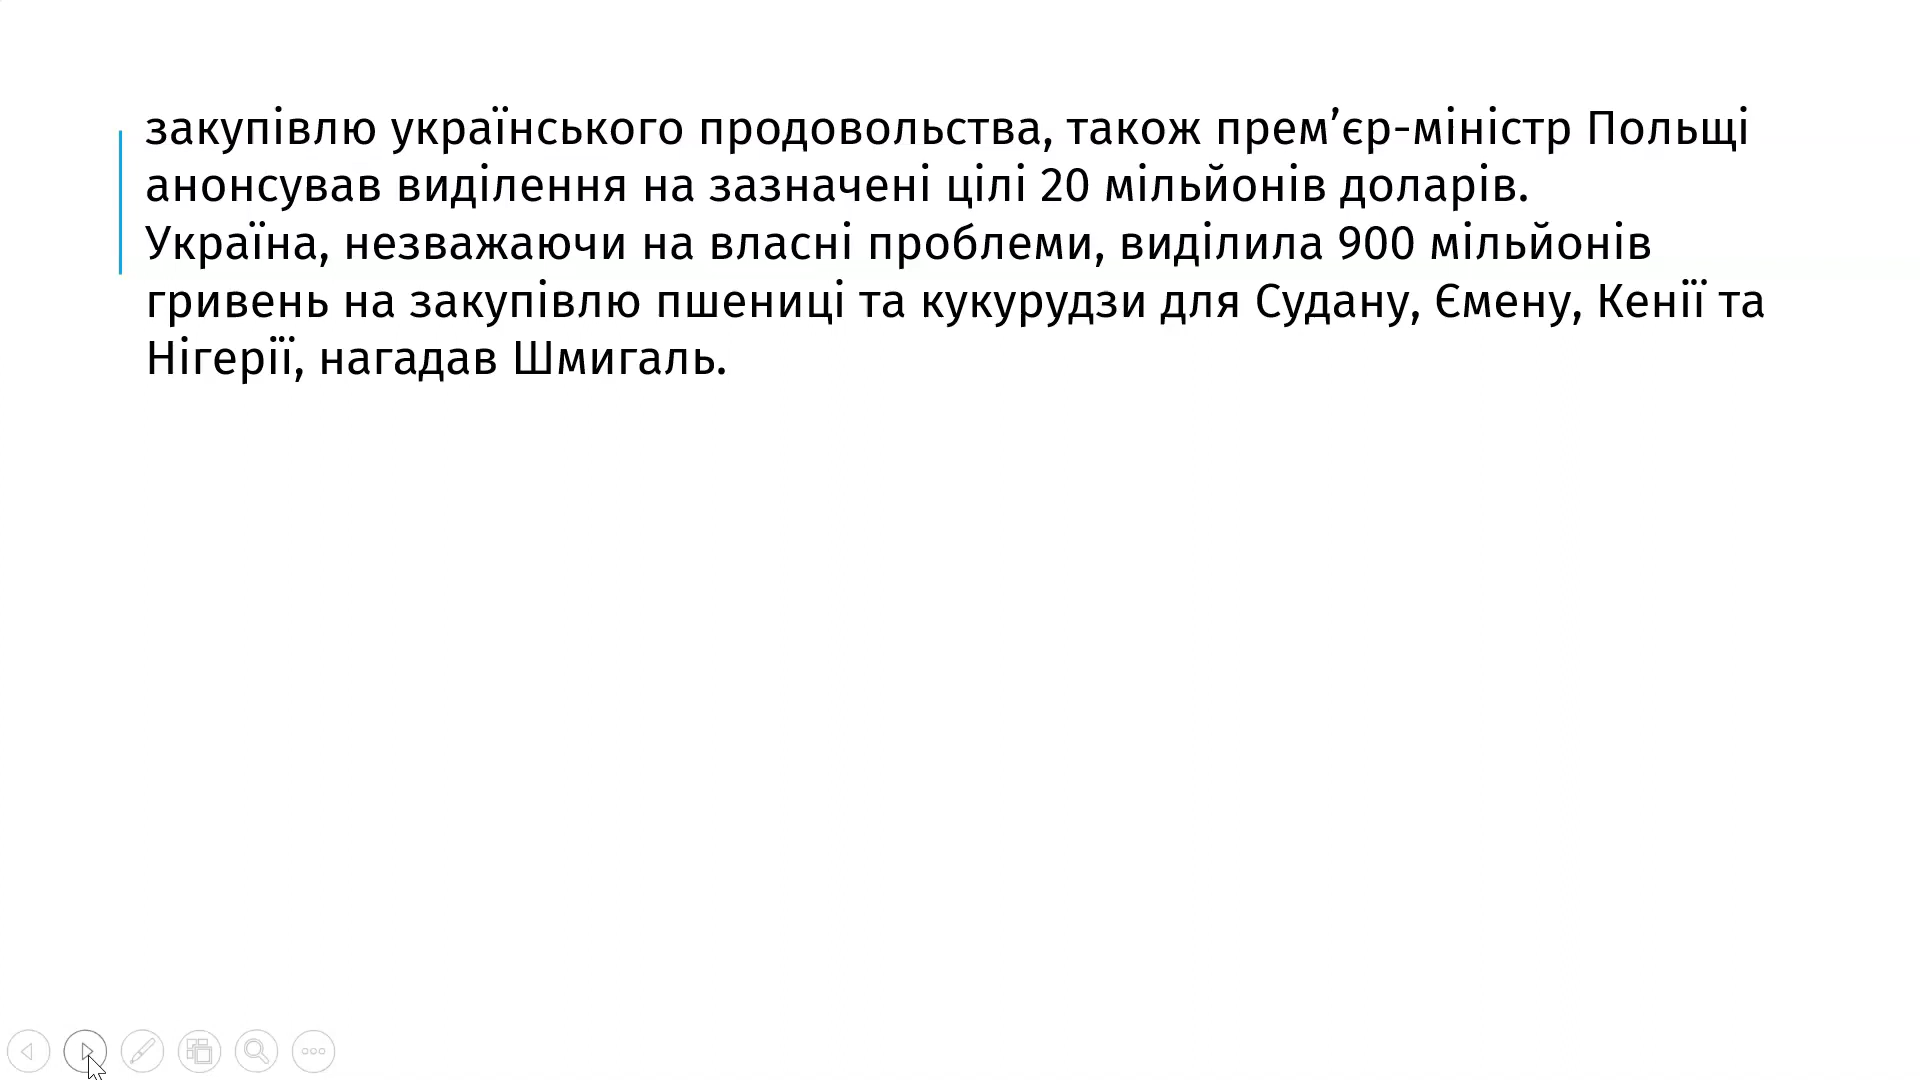 закупівлю українського продовольства, також прем’єр-міністр Польщі
анонсував виділення на зазначені цілі 20 мільйонів доларів.
Україна, незважаючи на власні проблеми, виділила 900 мільйонів
гривень на закупівлю пшениці та кукурудзи для Судану, Ємену, Кенії та
Нігерії, нагадав Шмигаль.